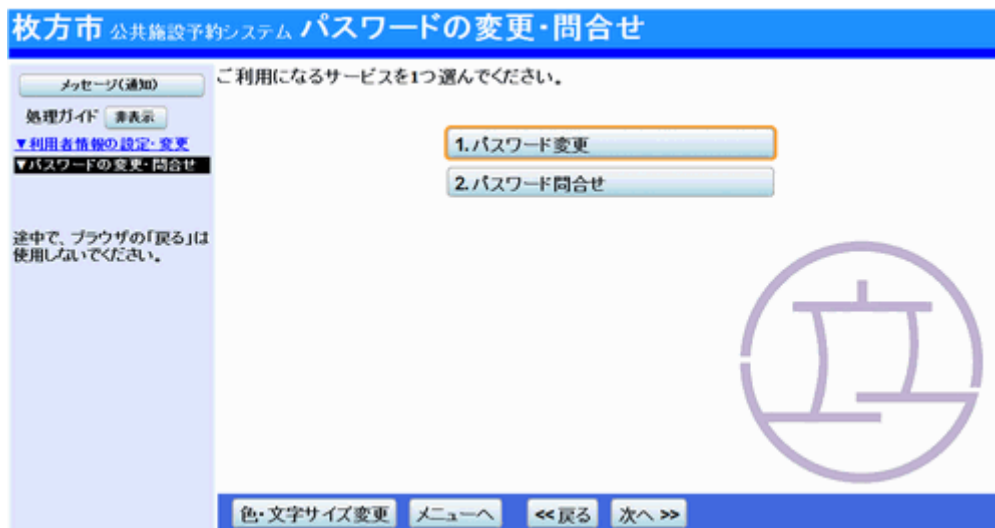 枚方市 公共施設予約システム パスワードの変更・問合せ
メッセージ(通知)
処理ガイド 非表示
▼利用者情報の設定・変更
▼パスワードの変更・問合せ
途中で、ブラウザの「戻る」は
使用しないでください。
ご利用になるサービスを1つ選んでください。
1.パスワード変更
2.パスワード問合せ
色・文字サイズ変更 メニューへ <<戻る 次へ >>